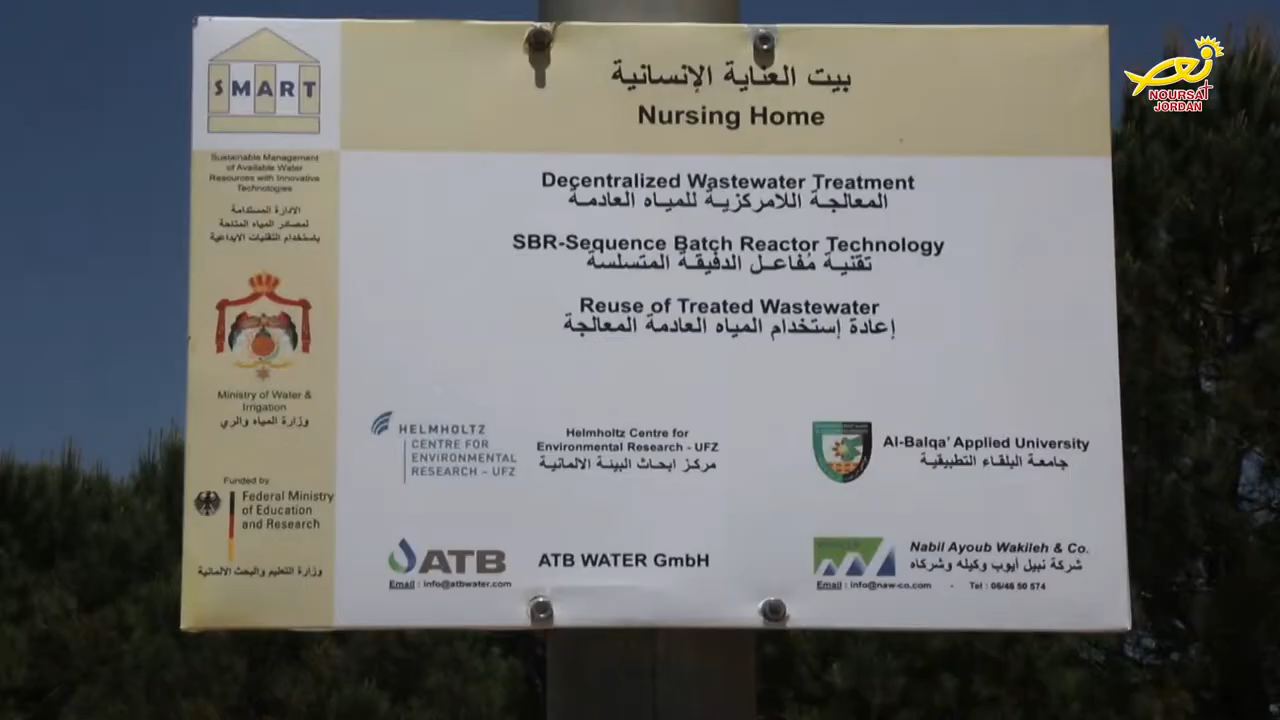 SMART
Sustainable Management
of Available Water
Resources with Innovative
Technologies
الادارة المستدامة
لمصادر المياه المتاحة
باستخدام التقنيات الابداعية
Ministry of Water &
Irrigation
وزارة المياه والري
Funded by
Federal Ministry
of Education
and Research
وزارة التعليم والبحث الالمانية
بيت العناية الإنسانية
Nursing Home
Decentralized Wastewater Treatment
المعالجة اللامركزية للمياه العادمة
SBR-Sequence Batch Reactor Technology
تقنية مُفاعل الدفيقة المتسلسة
Reuse of Treated Wastewater
إعادة إستخدام المياه العادمة المعالجة
HELMHOLTZ
CENTRE FOR
ENVIRONMENTAL
RESEARCH – UFZ
Helmholtz Centre for
Environmental Research - UFZ
مركز ابحاث البيئة الالمانية
Al-Balqa' Applied University
جامعة البلقاء التطبيقية
ATB
Email : info@atbwater.com
ATB WATER GmbH
Nabil Ayoub Wakileh & Co.
شركة نبيل أيوب وكيله وشركاه
Email : info@naw-co.com - Tel : 06/46 50 574
نورسات
NOURSAT
JORDAN